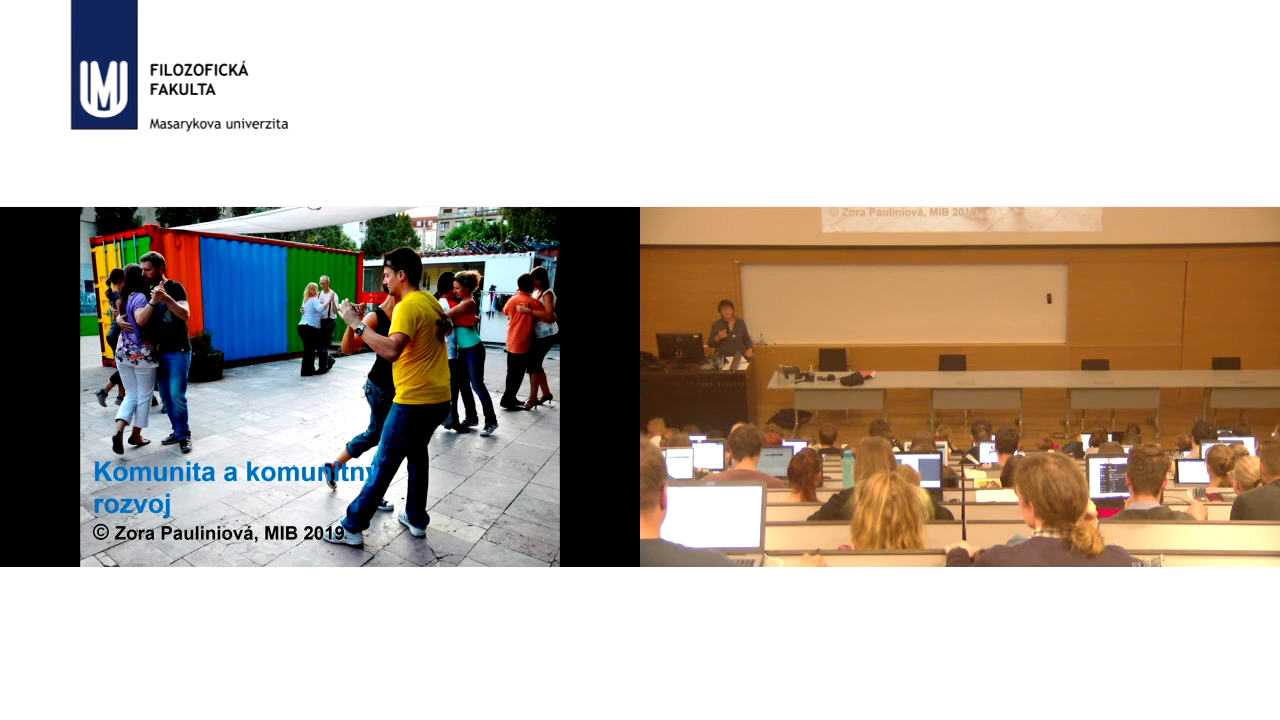 FILOZOFICKÁ
FAKULTA
Masarykova univerzita
Komunita a komunitný
rozvoj
© Zora Pauliniová, MIB 2019
© Zora Pauliniová, MIB 2019